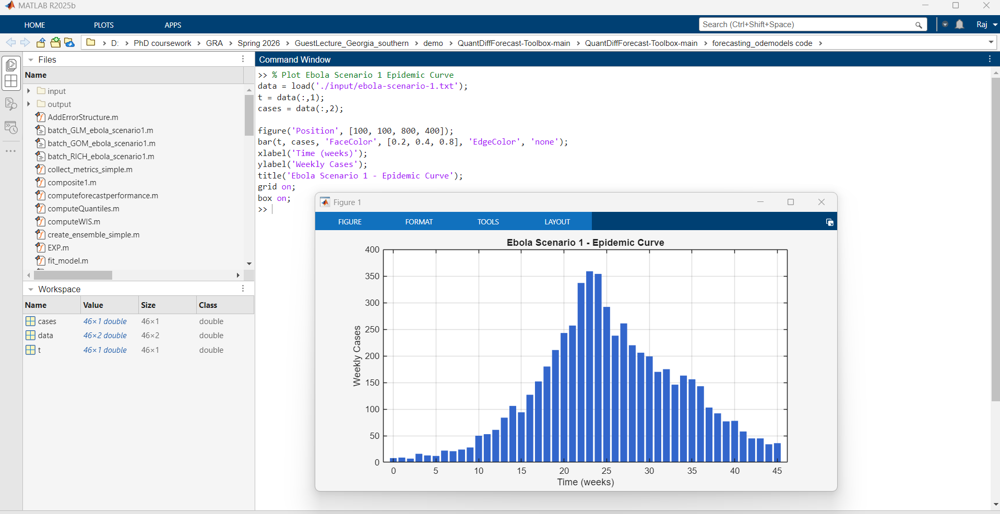 MATLAB R2025b
HOME PLOTS APPS Search (Ctrl+Shift+Space) Raj
D: PhD coursework GRA Spring 2026 GuestLecture_Georgia_southern demo QuantDiffForecast-Toolbox-main QuantDiffForecast-Toolbox-main forecasting_odemodels code
Files
Name
input
output
AddErrorStructure.m
batch_GLM_ebola_scenario1.m
batch_GOM_ebola_scenario1.m
batch_RICH_ebola_scenario1.m
collect_metrics_simple.m
composite1.m
computeforecastperformance.m
computeQuantiles.m
computeWIS.m
create_ensemble_simple.m
EXP.m
fit_model.m
Workspace
Name Value Size Class
cases 46×1 double 46×1 double
data 46×2 double 46×2 double
t 46×1 double 46×1 double
Command Window
>> % Plot Ebola Scenario 1 Epidemic Curve
data = load('./input/ebola-scenario-1.txt');
t = data(:,1);
cases = data(:,2);
figure('Position', [100, 100, 800, 400]);
bar(t, cases, 'FaceColor', [0.2, 0.4, 0.8], 'EdgeColor', 'none');
xlabel('Time (weeks)');
ylabel('Weekly Cases');
title('Ebola Scenario 1 - Epidemic Curve');
grid on;
box on;
>>
Figure 1
FIGURE FORMAT TOOLS LAYOUT
Ebola Scenario 1 - Epidemic Curve
400
350
300
250
200
150
100
50
0
Weekly Cases
0 5 10 15 20 25 30 35 40 45
Time (weeks)